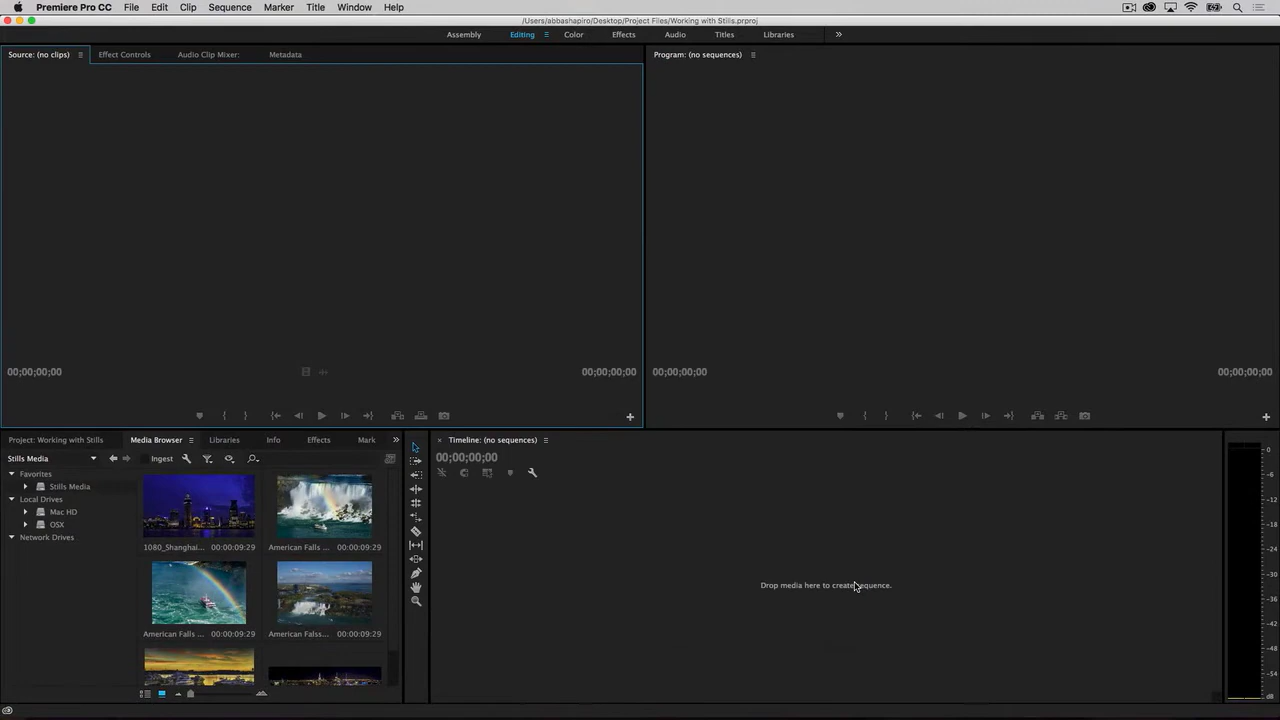 Premiere Pro CC File Edit Clip Sequence Marker Title Window Help
/Users/abbashapiro/Desktop/Project Files/Working with Stills.prproj
Assembly Editing Color Effects Audio Titles Libraries
Source: (no clips) Effect Controls Audio Clip Mixer: Metadata
Program: (no sequences)
00;00;00;00 00;00;00;00
00;00;00;00 00;00;00;00
Project: Working with Stills Media Browser Libraries Info Effects Mark
Timeline: (no sequences)
00;00;00;00
Stills Media Ingest
Favorites
Stills Media
Local Drives
Mac HD
OSX
Network Drives
1080_Shanghai... 00:00:09:29
American Falls ... 00:00:09:29
American Falls ... 00:00:09:29
American Falss... 00:00:09:29
Drop media here to create sequence.
0
-6
-12
-18
-24
-30
-36
-42
-48
-54
dB